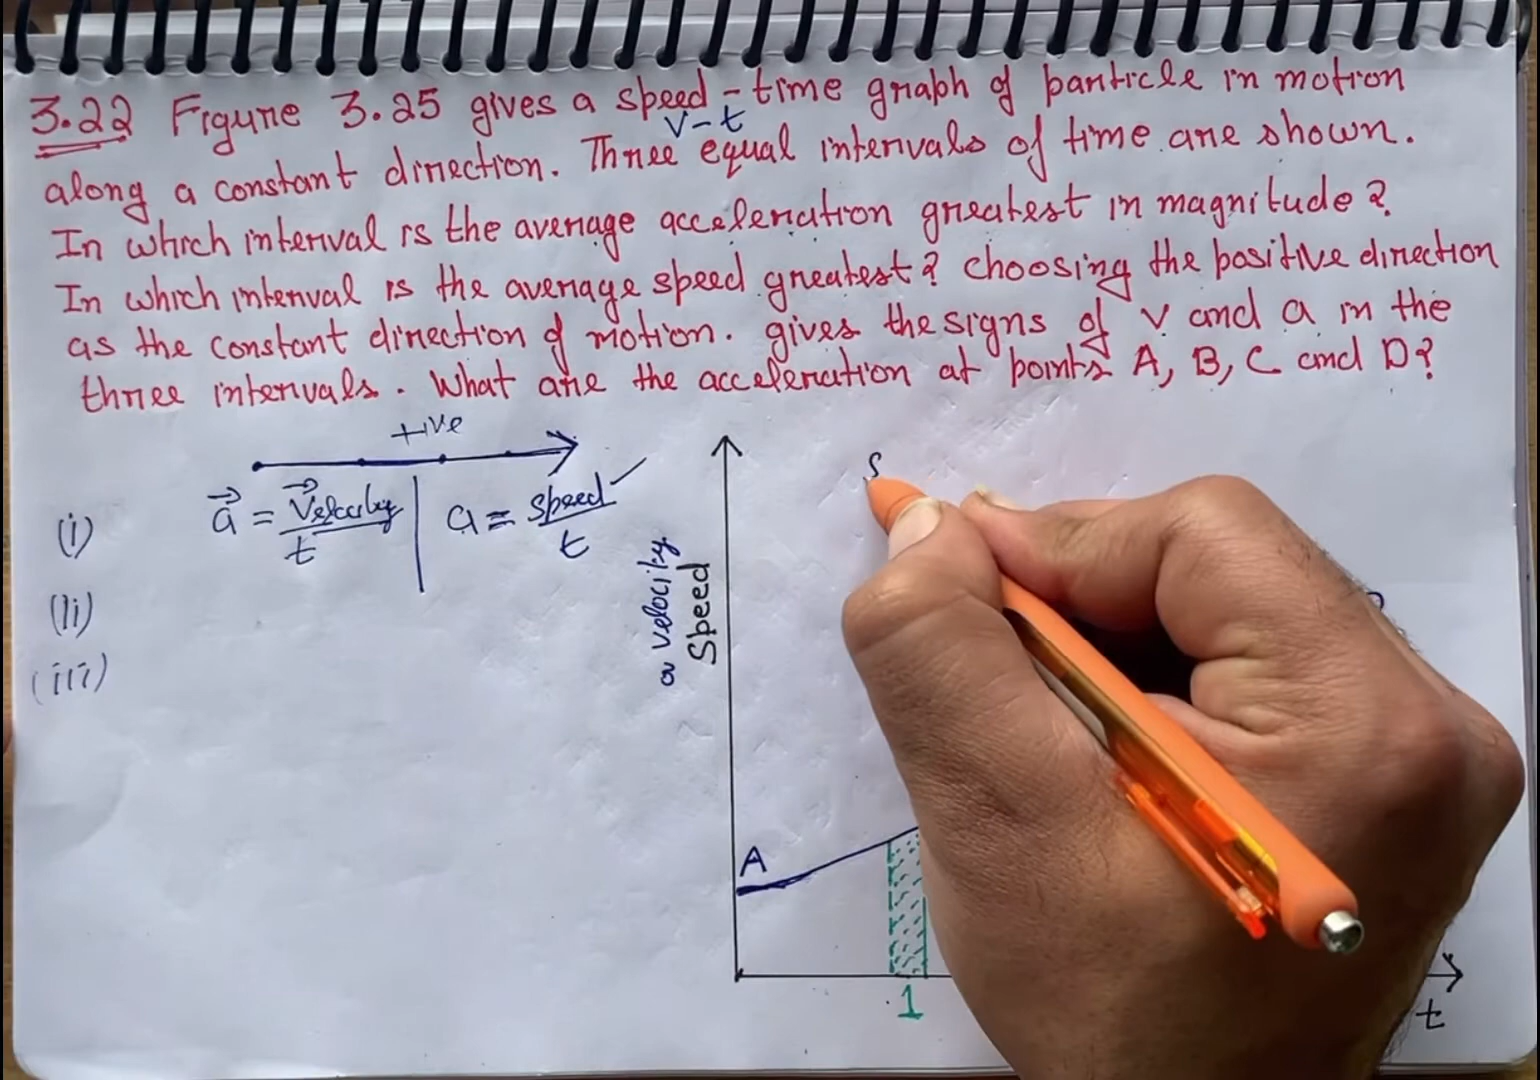 3.22 Figure 3.25 gives a speed-time graph of particle in motion
v-t
along a constant direction. Three equal intervals of time are shown.
In which interval is the average acceleration greatest in magnitude?
In which interval is the average speed greatest? choosing the positive direction
as the constant direction of motion. gives the signs of v and a in the
three intervals. What are the acceleration at points A, B, C and D?
+ive
(i) a = Velocity / t | a = speed / t ✓
(ii)
(iii)
or velocity
Speed
S
A
1
t